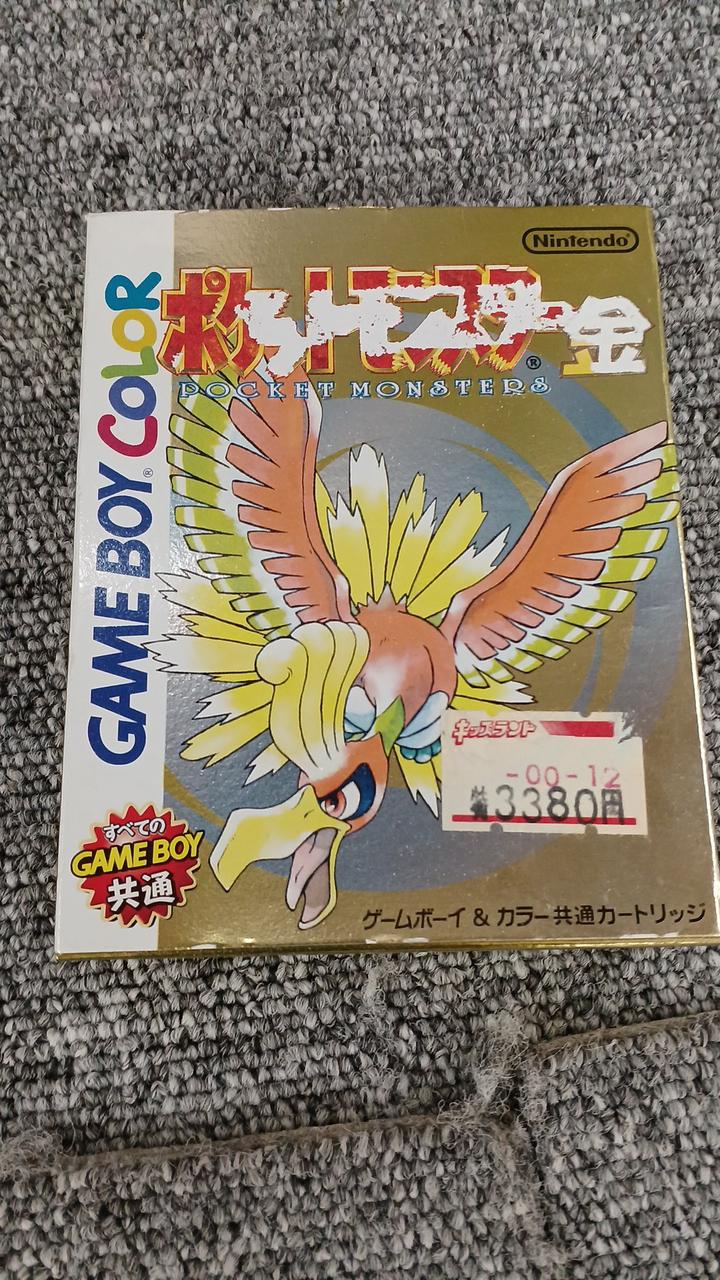 Nintendo®
ポケットモンスター金
®
POCKET MONSTERS
GAME BOY® COLOR
キッズランド
-00-12
3380円
すべての
GAME BOY
共通
ゲームボーイ & カラー共通カートリッジ